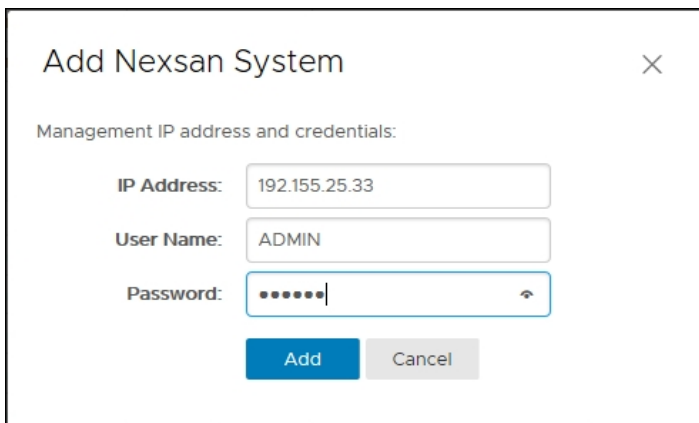 Add Nexsan System
Management IP address and credentials:
IP Address: 192.155.25.33
User Name: ADMIN
Password: ••••••
Add Cancel